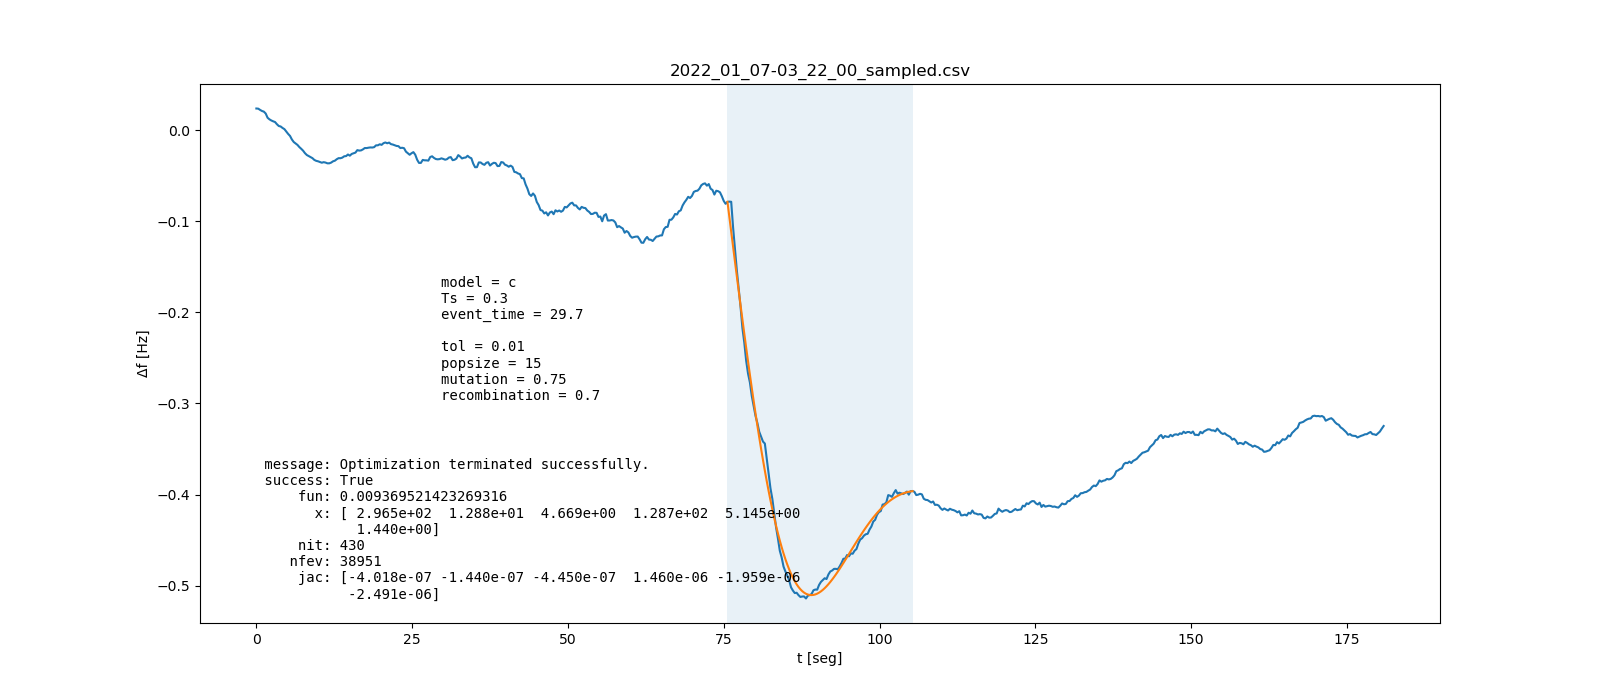 2022_01_07-03_22_00_sampled.csv
Δf [Hz]
0.0
−0.1
−0.2
−0.3
−0.4
−0.5
model = c
Ts = 0.3
event_time = 29.7
tol = 0.01
popsize = 15
mutation = 0.75
recombination = 0.7
message: Optimization terminated successfully.
success: True
fun: 0.009369521423269316
x: [ 2.965e+02  1.288e+01  4.669e+00  1.287e+02  5.145e+00
1.440e+00]
nit: 430
nfev: 38951
jac: [-4.018e-07 -1.440e-07 -4.450e-07  1.460e-06 -1.959e-06
-2.491e-06]
0 25 50 75 100 125 150 175
t [seg]